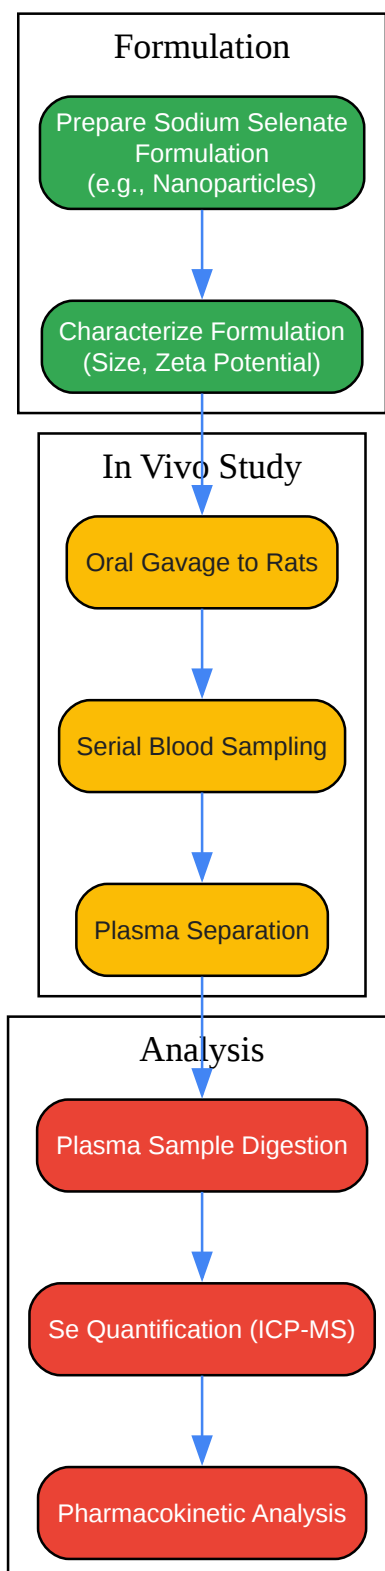 Formulation
Prepare Sodium Selenate
Formulation
(e.g., Nanoparticles)
Characterize Formulation
(Size, Zeta Potential)
In Vivo Study
Oral Gavage to Rats
Serial Blood Sampling
Plasma Separation
Analysis
Plasma Sample Digestion
Se Quantification (ICP-MS)
Pharmacokinetic Analysis